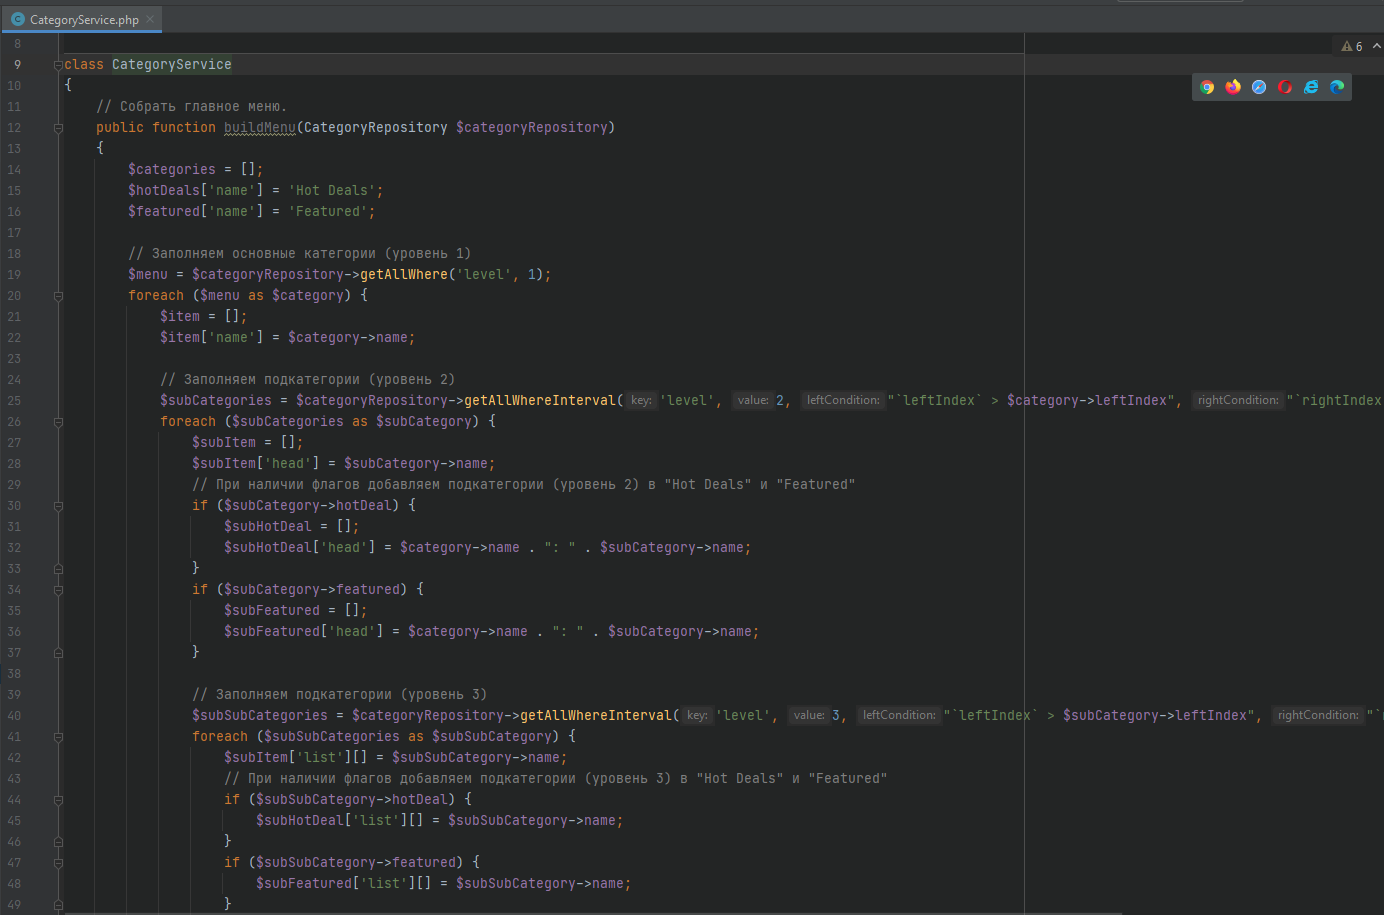 CategoryService.php
6
8
9 class CategoryService
10 {
11 // Собрать главное меню.
12 public function buildMenu(CategoryRepository $categoryRepository)
13 {
14 $categories = [];
15 $hotDeals['name'] = 'Hot Deals';
16 $featured['name'] = 'Featured';
17
18 // Заполняем основные категории (уровень 1)
19 $menu = $categoryRepository->getAllWhere('level', 1);
20 foreach ($menu as $category) {
21 $item = [];
22 $item['name'] = $category->name;
23
24 // Заполняем подкатегории (уровень 2)
25 $subCategories = $categoryRepository->getAllWhereInterval( key: 'level', value: 2, leftCondition: "`leftIndex` > $category->leftIndex", rightCondition: "`rightIndex
26 foreach ($subCategories as $subCategory) {
27 $subItem = [];
28 $subItem['head'] = $subCategory->name;
29 // При наличии флагов добавляем подкатегории (уровень 2) в "Hot Deals" и "Featured"
30 if ($subCategory->hotDeal) {
31 $subHotDeal = [];
32 $subHotDeal['head'] = $category->name . ": " . $subCategory->name;
33 }
34 if ($subCategory->featured) {
35 $subFeatured = [];
36 $subFeatured['head'] = $category->name . ": " . $subCategory->name;
37 }
38
39 // Заполняем подкатегории (уровень 3)
40 $subSubCategories = $categoryRepository->getAllWhereInterval( key: 'level', value: 3, leftCondition: "`leftIndex` > $subCategory->leftIndex", rightCondition: "`
41 foreach ($subSubCategories as $subSubCategory) {
42 $subItem['list'][] = $subSubCategory->name;
43 // При наличии флагов добавляем подкатегории (уровень 3) в "Hot Deals" и "Featured"
44 if ($subSubCategory->hotDeal) {
45 $subHotDeal['list'][] = $subSubCategory->name;
46 }
47 if ($subSubCategory->featured) {
48 $subFeatured['list'][] = $subSubCategory->name;
49 }